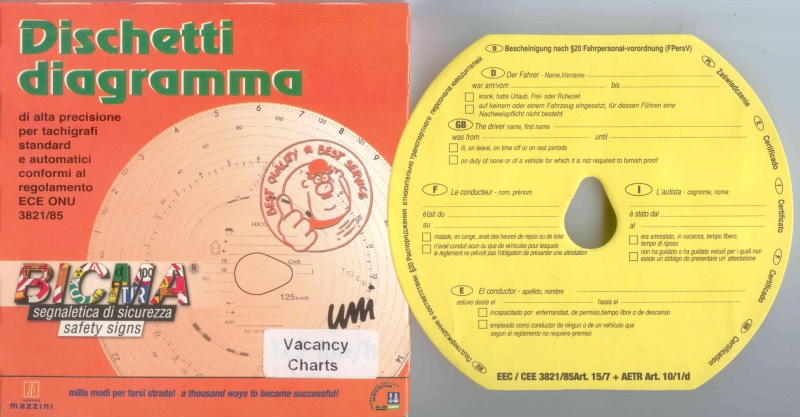 Dischetti
diagramma
di alta precisione
per tachigrafi
standard
e automatici
conformi al
regolamento
ECE ONU
3821/85
BEST QUALITY & BEST SERVICE
CAB.
125 km/h
BICMA®
segnaletica di sicurezza
safety signs
um
Vacancy
Charts
mazzini
mille modi per farsi strada! a thousand ways to become successful!
D Bescheinigung nach §20 Fahrpersonal-vorordnung (FPersV)
PL Zaświadczenie
E Certificado
I Certificato
F Certificado
GB Certification
D Der Fahrer - Name,Vorname
war am/vom bis
krank, hatte Urlaub, Frei- oder Ruhezeit
auf keinem oder einem Fahrzeug eingesetzt, für dessen Führen eine
Nachweispflicht nicht besteht
GB The driver name, first name
was from until
ill, on leave, on time off or on rest periods
on duty of none or of a vehicle for which it is not required to furnish proof
F Le conducteur - nom, prénom
était du
au
malade, en congé, avait des heures de repos ou de loisir
n'avait conduit acun ou que de véhicules pour lesquels
le règlement ne prévoit pas l'obligation de présenter une attestation
I L'autista - cognome, nome
è stato dal
al
era ammalato, in vacanza, tempo libero,
tempo di riposo
non ha guidato o ha guidato veicoli per i quali non
esiste un obbligo do presentare un' attestatione
E El conductor - apellido, nombre
estuvo deste el hasta el
incapacitado por enfermanidad, de permiso,tiempo libre o de descanso
empleado como conductor de ningun o de un vehiculo que
segun el reglamento no requiere premiso
EEC / CEE 3821/85Art. 15/7 + AETR Art. 10/1/d